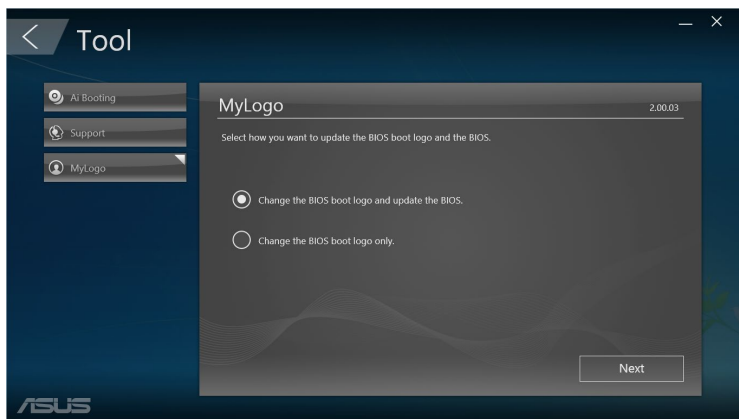 Tool
Ai Booting
Support
MyLogo
MyLogo
2.00.03
Select how you want to update the BIOS boot logo and the BIOS.
Change the BIOS boot logo and update the BIOS.
Change the BIOS boot logo only.
Next
ASUS